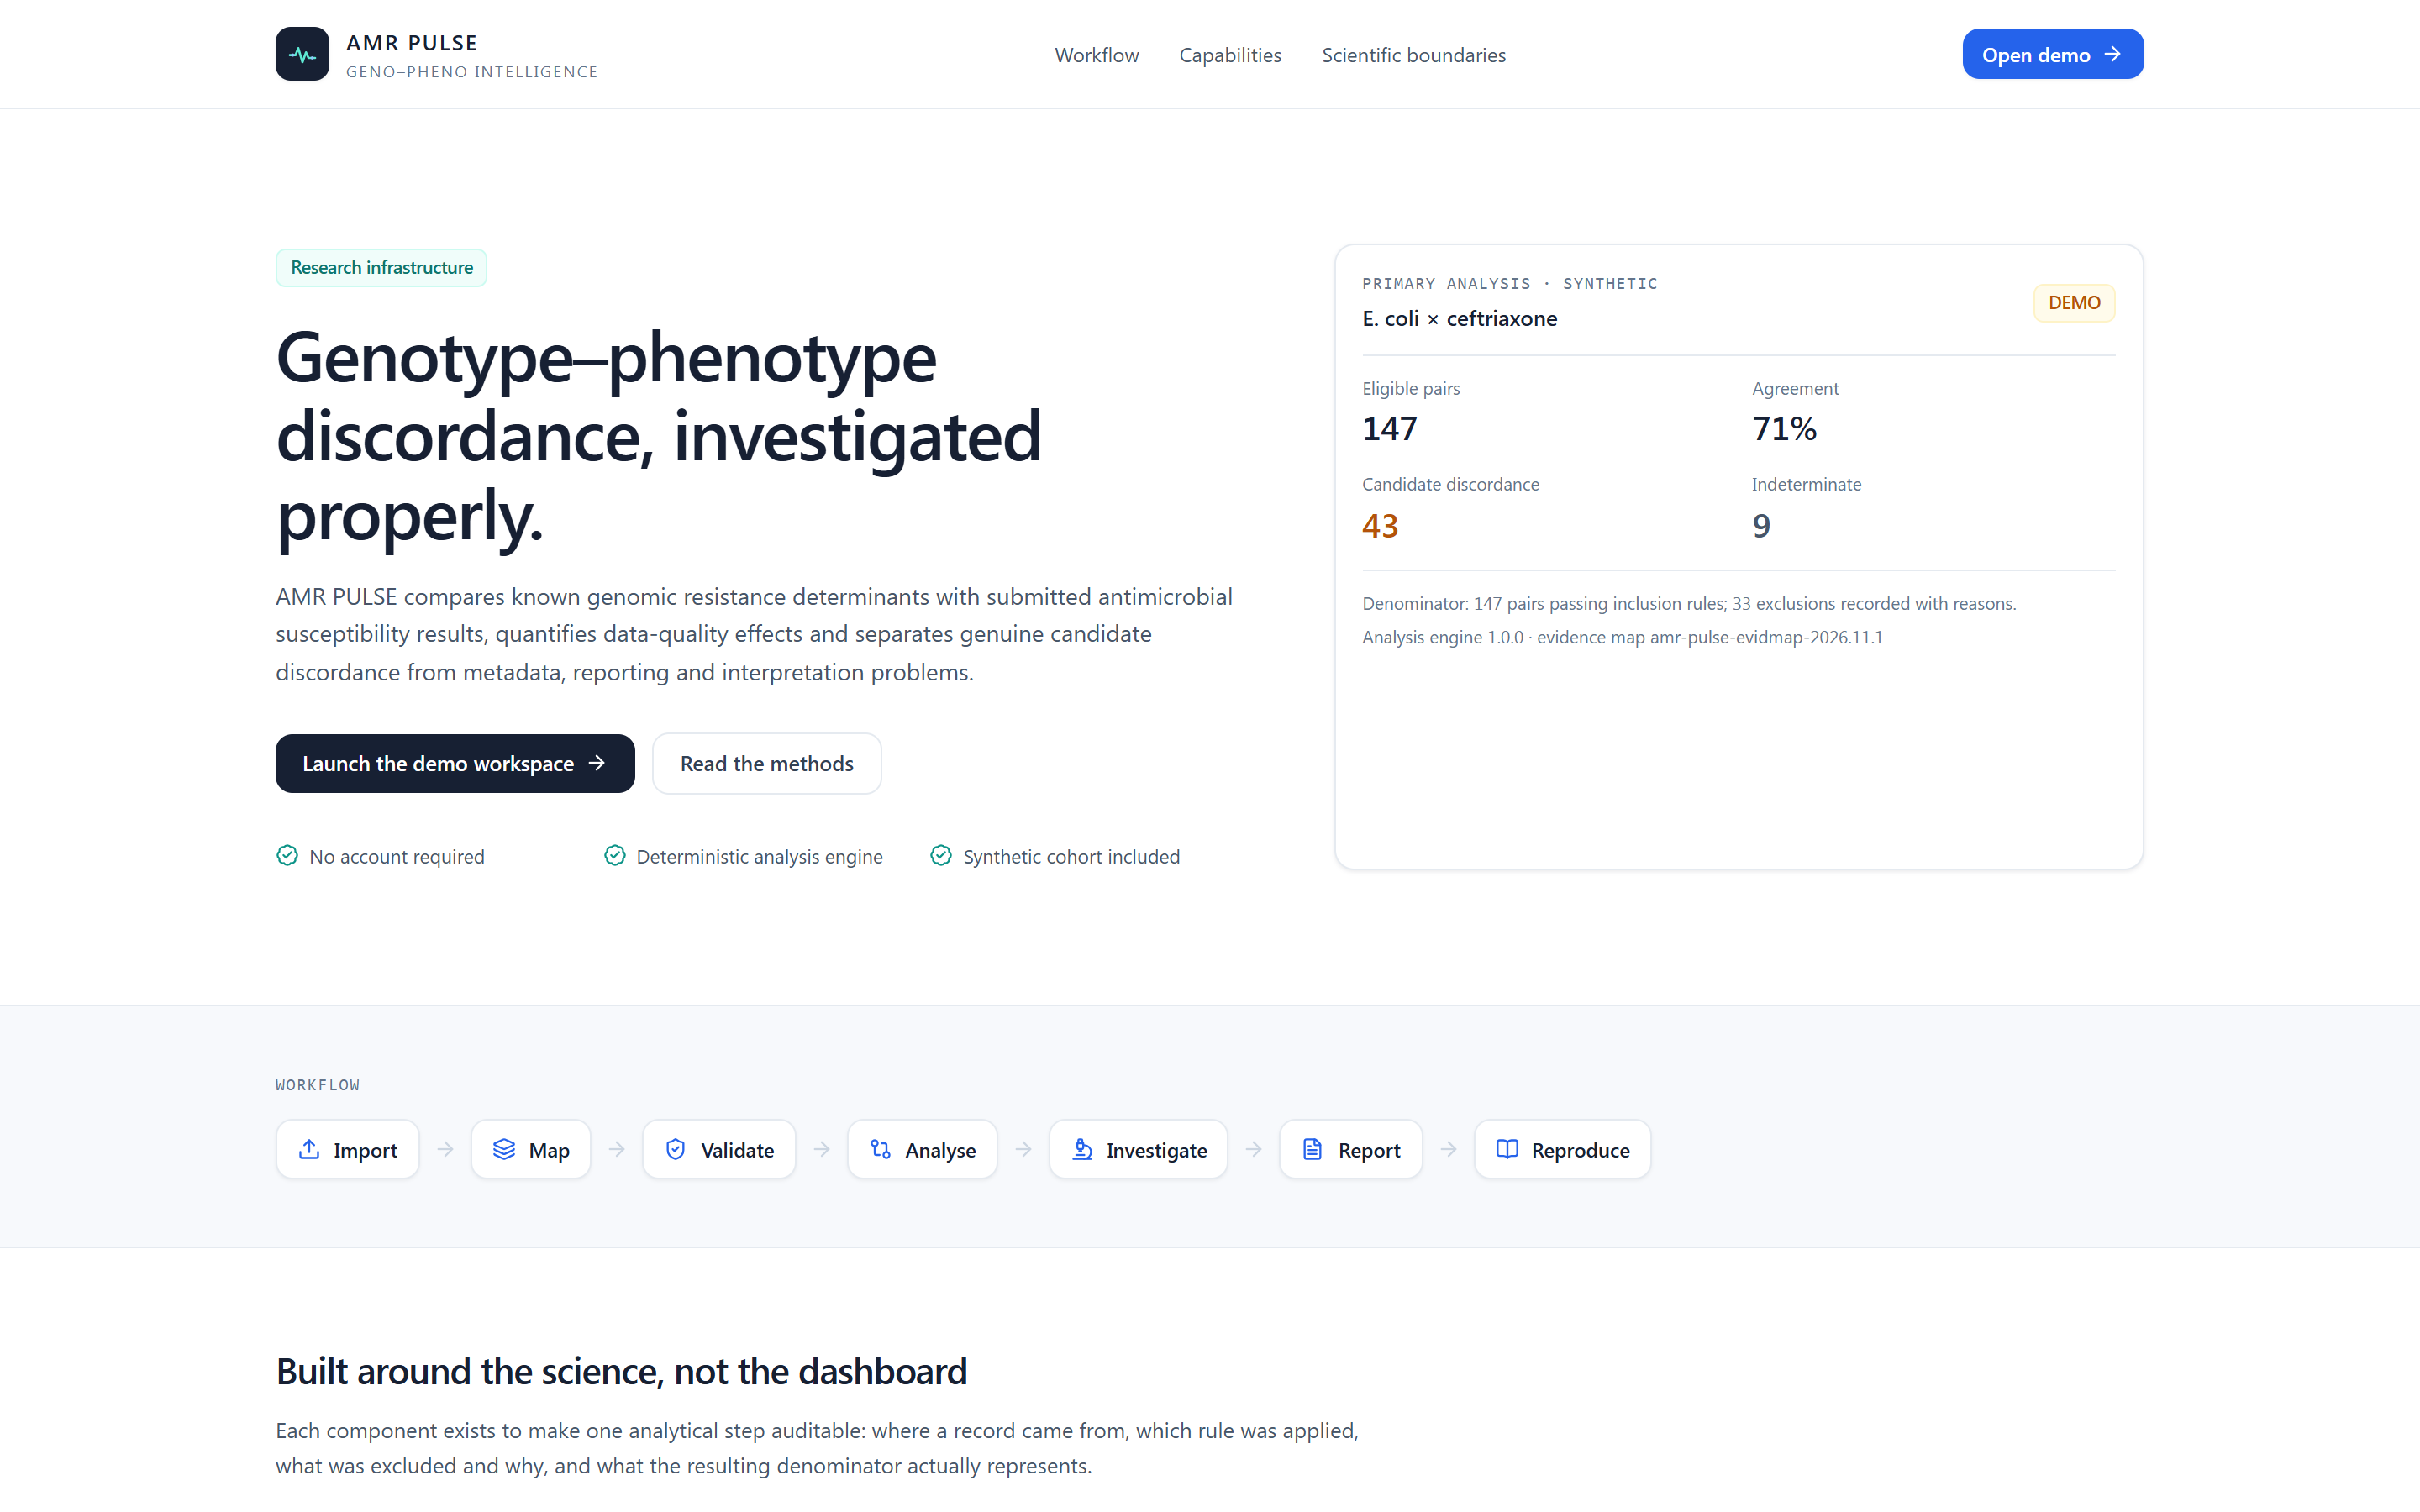 AMR PULSE
GENO–PHENO INTELLIGENCE
Workflow
Capabilities
Scientific boundaries
Open demo
Research infrastructure
Genotype–phenotype
discordance, investigated
properly.
AMR PULSE compares known genomic resistance determinants with submitted antimicrobial
susceptibility results, quantifies data-quality effects and separates genuine candidate
discordance from metadata, reporting and interpretation problems.
Launch the demo workspace
Read the methods
No account required
Deterministic analysis engine
Synthetic cohort included
PRIMARY ANALYSIS · SYNTHETIC
E. coli × ceftriaxone
DEMO
Eligible pairs
147
Agreement
71%
Candidate discordance
43
Indeterminate
9
Denominator: 147 pairs passing inclusion rules; 33 exclusions recorded with reasons.
Analysis engine 1.0.0 · evidence map amr-pulse-evidmap-2026.11.1
WORKFLOW
Import
Map
Validate
Analyse
Investigate
Report
Reproduce
Built around the science, not the dashboard
Each component exists to make one analytical step auditable: where a record came from, which rule was applied,
what was excluded and why, and what the resulting denominator actually represents.